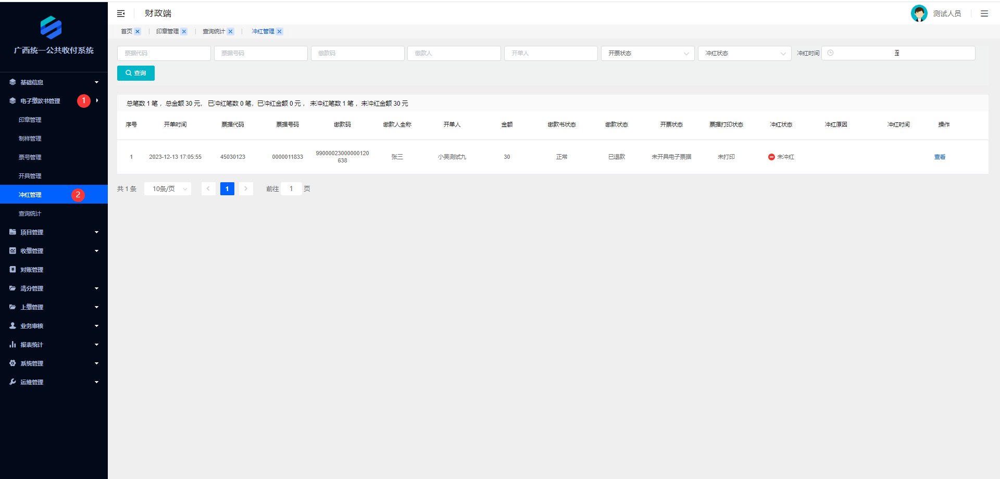 广西统一公共收付系统
基础信息
电子缴款书管理 1
印章管理
制样管理
票号管理
开具管理
冲红管理 2
查询统计
项目管理
收缴管理
对账管理
清分管理
上缴管理
业务审核
报表统计
系统管理
运维管理
财政端
测试人员
首页 印章管理 查询统计 冲红管理
票据代码 票据号码 缴款码 缴款人 开单人 开票状态 冲红状态 冲红时间 至
查询
总笔数 1 笔 ，总金额 30 元， 已冲红笔数 0 笔，已冲红金额 0 元 ， 未冲红笔数 1 笔 ，未冲红金额 30 元
序号 开单时间 票据代码 票据号码 缴款码 缴款人全称 开单人 金额 缴款书状态 缴款状态 开票状态 票据打印状态 冲红状态 冲红原因 冲红时间 操作
1 2023-12-13 17:05:55 45030123 0000011833 99000023000000120 张三 小吴测试九 30 正常 已退款 未开具电子票据 未打印 未冲红 查看
638
共 1 条 10条/页 1 前往 1 页